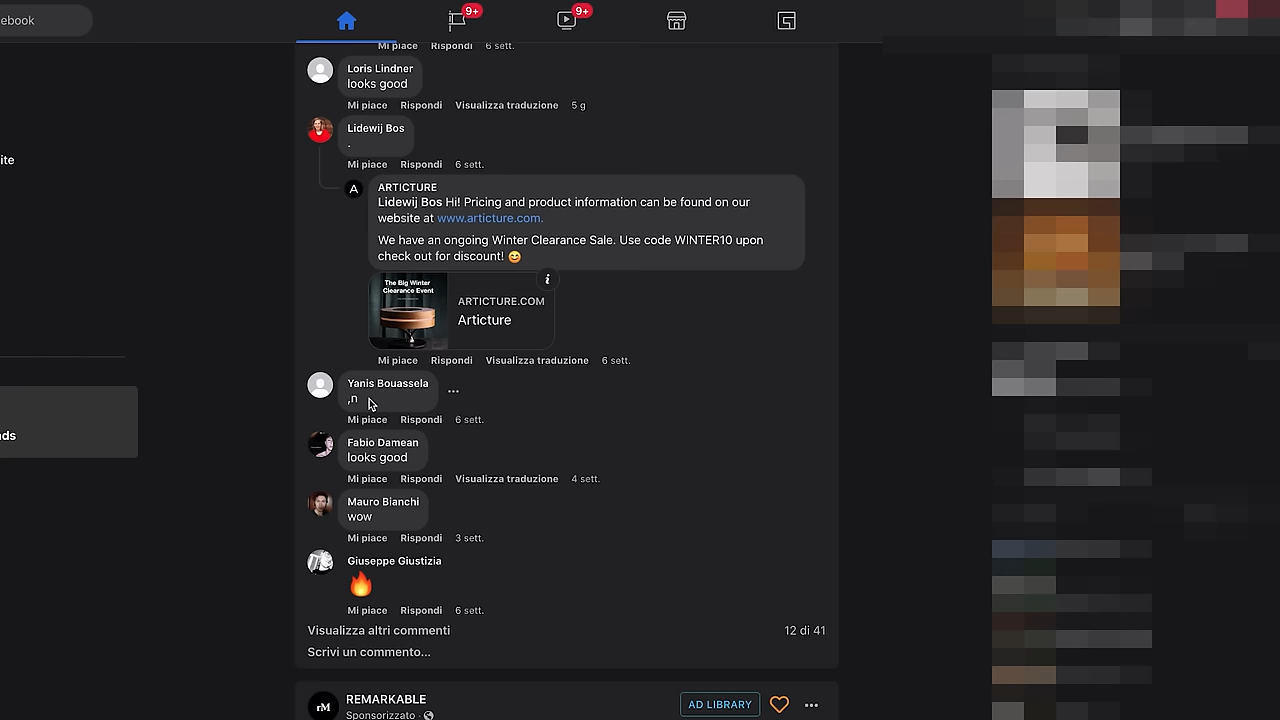 ebook
9+
9+
Mi piace Rispondi 6 sett.
Loris Lindner
looks good
Mi piace Rispondi Visualizza traduzione 5 g
Lidewij Bos
.
Mi piace Rispondi 6 sett.
ite
A ARTICTURE
Lidewij Bos Hi! Pricing and product information can be found on our
website at www.articture.com.
We have an ongoing Winter Clearance Sale. Use code WINTER10 upon
check out for discount! 😊
The Big Winter
Clearance Event
ARTICTURE.COM
Articture
Mi piace Rispondi Visualizza traduzione 6 sett.
Yanis Bouassela
,n
Mi piace Rispondi 6 sett.
nds
Fabio Damean
looks good
Mi piace Rispondi Visualizza traduzione 4 sett.
Mauro Bianchi
wow
Mi piace Rispondi 3 sett.
Giuseppe Giustizia
🔥
Mi piace Rispondi 6 sett.
Visualizza altri commenti 12 di 41
Scrivi un commento...
rM REMARKABLE AD LIBRARY
Sponsorizzato ·